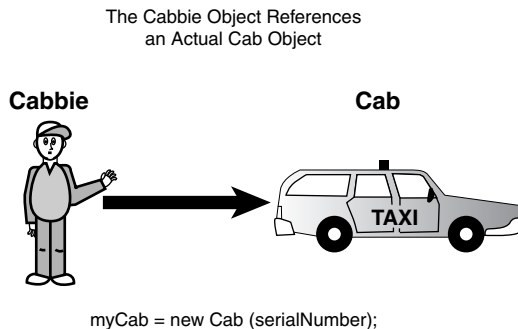 The Cabbie Object References
an Actual Cab Object
Cabbie
Cab
TAXI
myCab = new Cab (serialNumber);